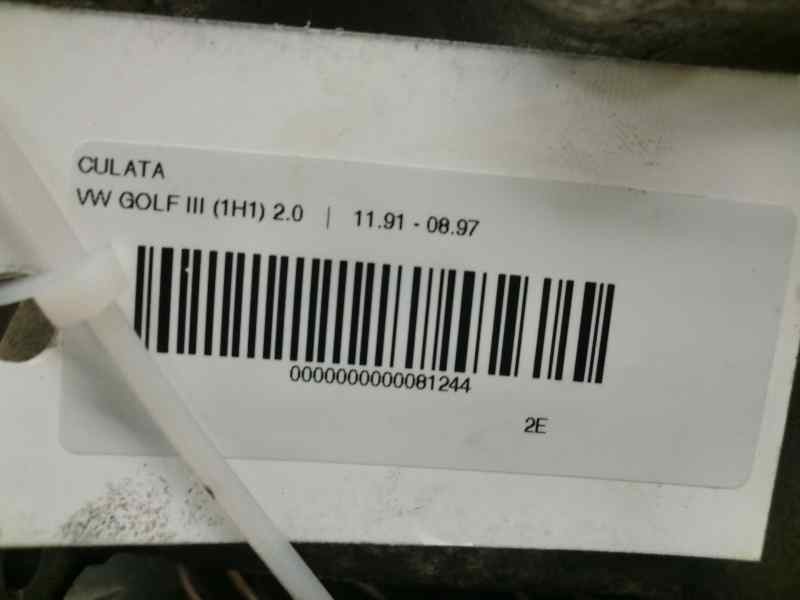 CULATA
VW GOLF III (1H1) 2.0 | 11.91 - 08.97
0000000000081244
2E